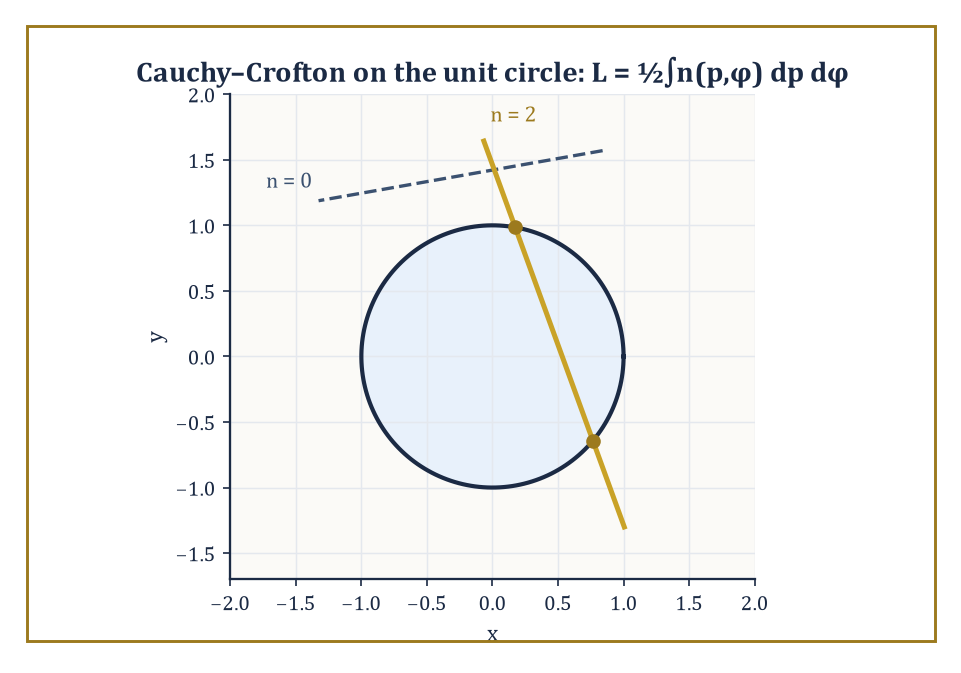 Cauchy–Crofton on the unit circle: L = ½∫n(p,φ) dp dφ
2.0
n = 2
1.5
n = 0
1.0
0.5
y
0.0
−0.5
−1.0
−1.5
−2.0 −1.5 −1.0 −0.5 0.0 0.5 1.0 1.5 2.0
x